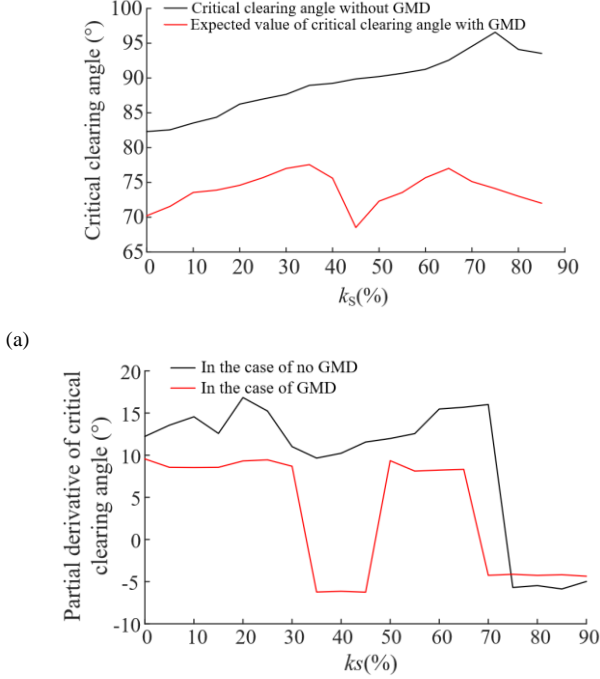 Critical clearing angle without GMD
Expected value of critical clearing angle with GMD
Critical clearing angle (°)
100
95
90
85
80
75
70
65
0 10 20 30 40 50 60 70 80 90
kS(%)
(a)
In the case of no GMD
In the case of GMD
Partial derivative of critical
clearing angle (°)
20
15
10
5
0
-5
-10
0 10 20 30 40 50 60 70 80 90
ks(%)